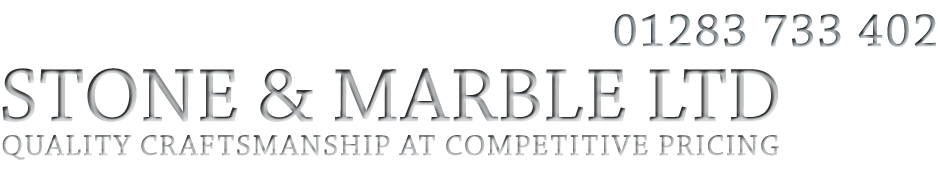 01283 733 402
STONE & MARBLE LTD
QUALITY CRAFTSMANSHIP AT COMPETITIVE PRICING